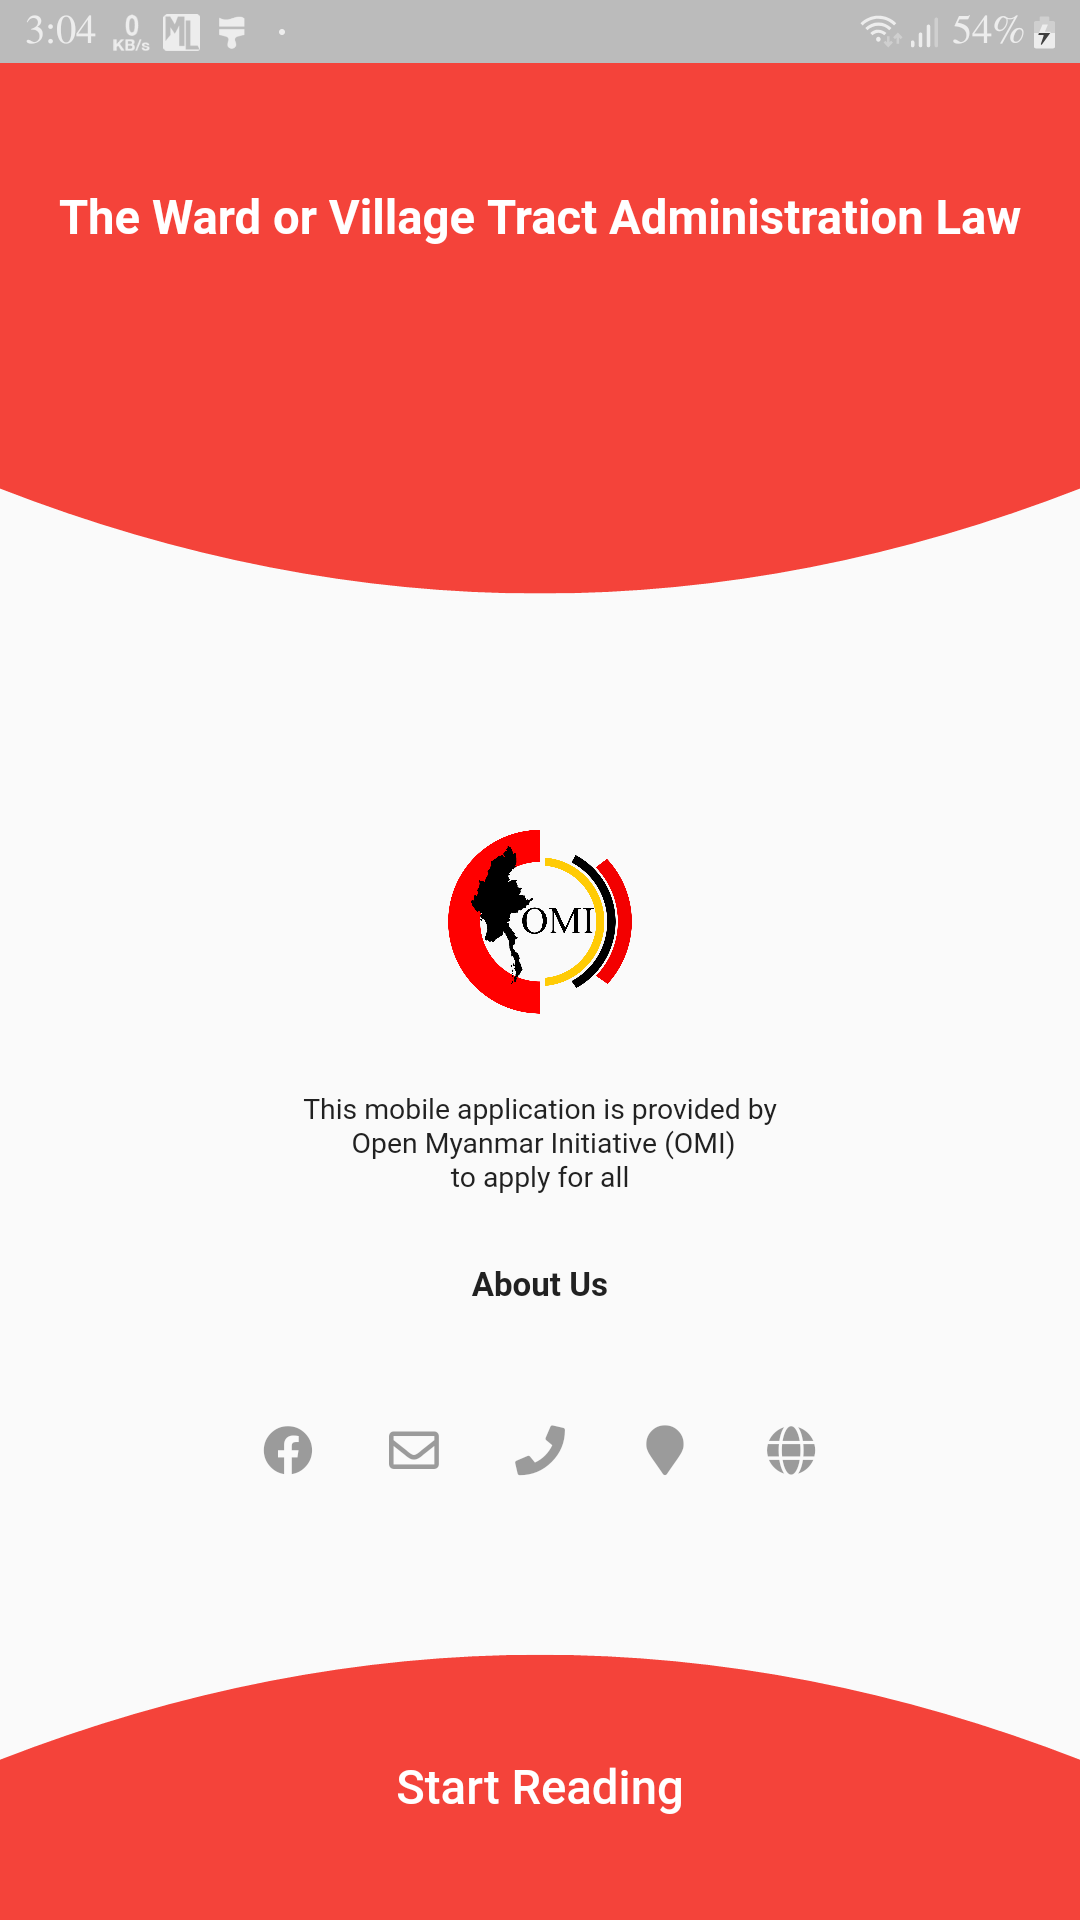 3:04
0
KB/s
ML
54%
The Ward or Village Tract Administration Law
OMI
This mobile application is provided by
Open Myanmar Initiative (OMI)
to apply for all
About Us
Start Reading